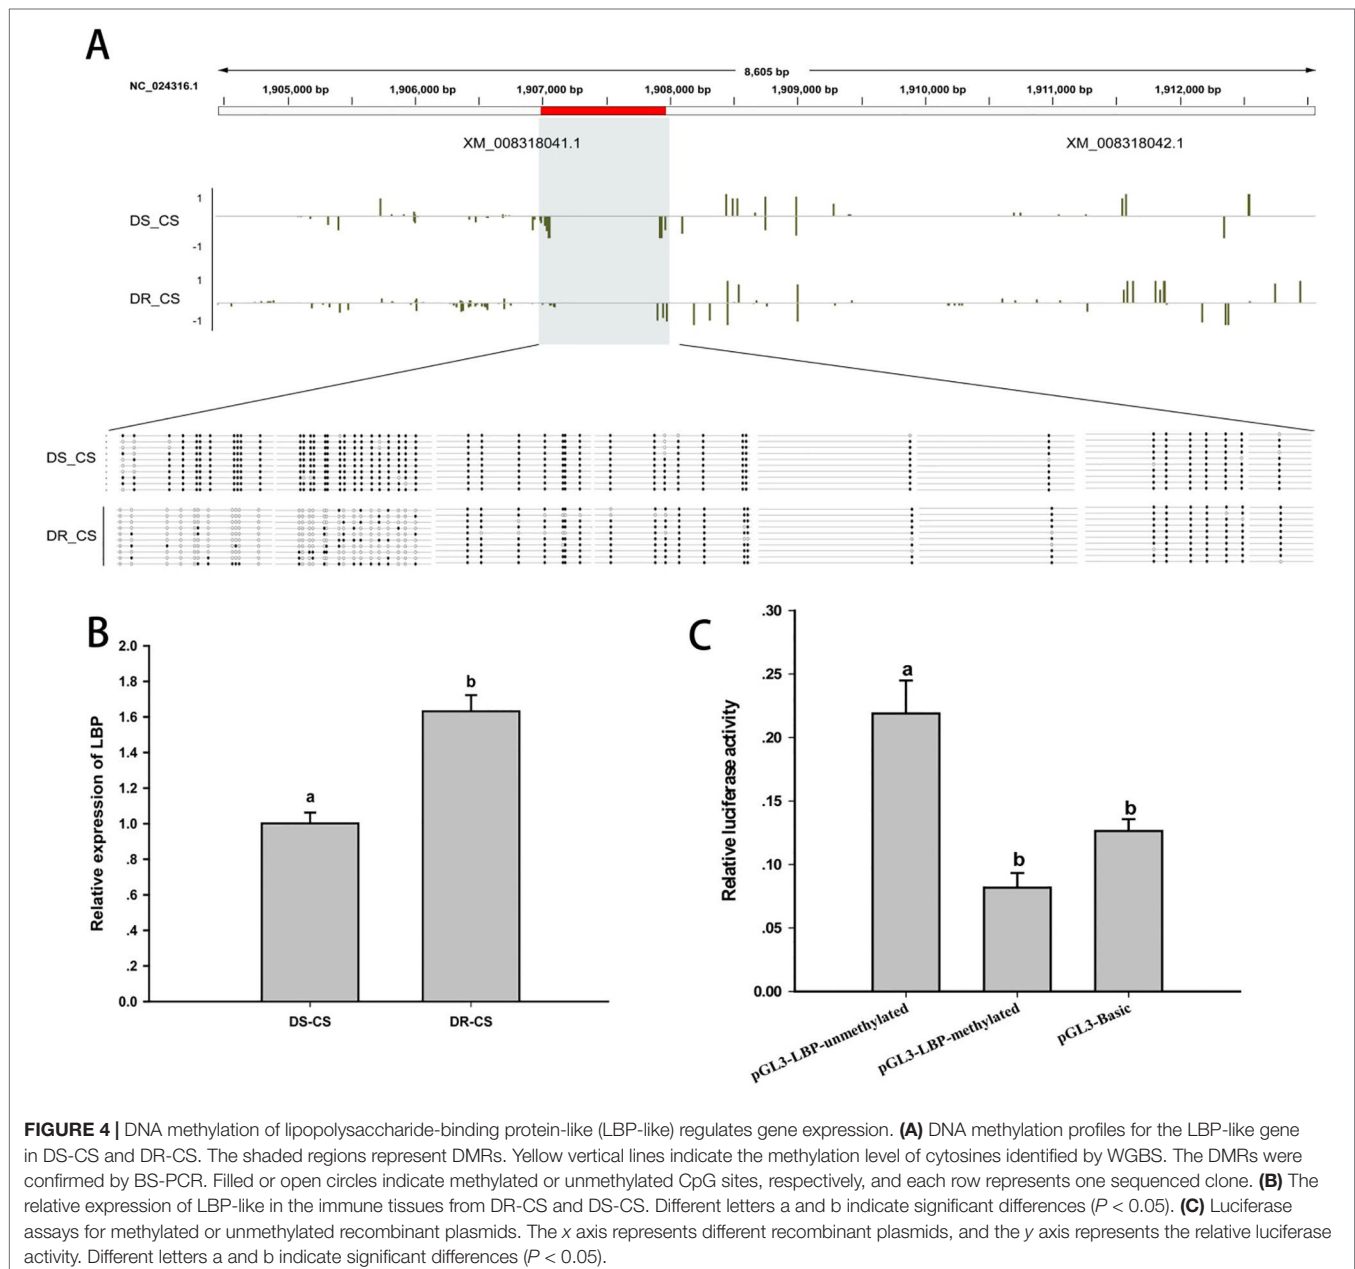 A
8,605 bp
NC_024316.1
1,905,000 bp 1,906,000 bp 1,907,000 bp 1,908,000 bp 1,909,000 bp 1,910,000 bp 1,911,000 bp 1,912,000 bp
XM_008318041.1 XM_008318042.1
1
DS_CS
-1
1
DR_CS
-1
DS_CS
DR_CS
B
2.0
1.8
1.6
1.4
1.2
1.0
.8
.6
.4
.2
0.0
Relative expression of LBP
a
b
DS-CS DR-CS
C
.30
.25
.20
.15
.10
.05
0.00
Relative luciferase activity
a
b
b
pGL3-LBP-unmethylated
pGL3-LBP-methylated
pGL3-Basic
FIGURE 4 | DNA methylation of lipopolysaccharide-binding protein-like (LBP-like) regulates gene expression. (A) DNA methylation profiles for the LBP-like gene
in DS-CS and DR-CS. The shaded regions represent DMRs. Yellow vertical lines indicate the methylation level of cytosines identified by WGBS. The DMRs were
confirmed by BS-PCR. Filled or open circles indicate methylated or unmethylated CpG sites, respectively, and each row represents one sequenced clone. (B) The
relative expression of LBP-like in the immune tissues from DR-CS and DS-CS. Different letters a and b indicate significant differences (P < 0.05). (C) Luciferase
assays for methylated or unmethylated recombinant plasmids. The x axis represents different recombinant plasmids, and the y axis represents the relative luciferase
activity. Different letters a and b indicate significant differences (P < 0.05).